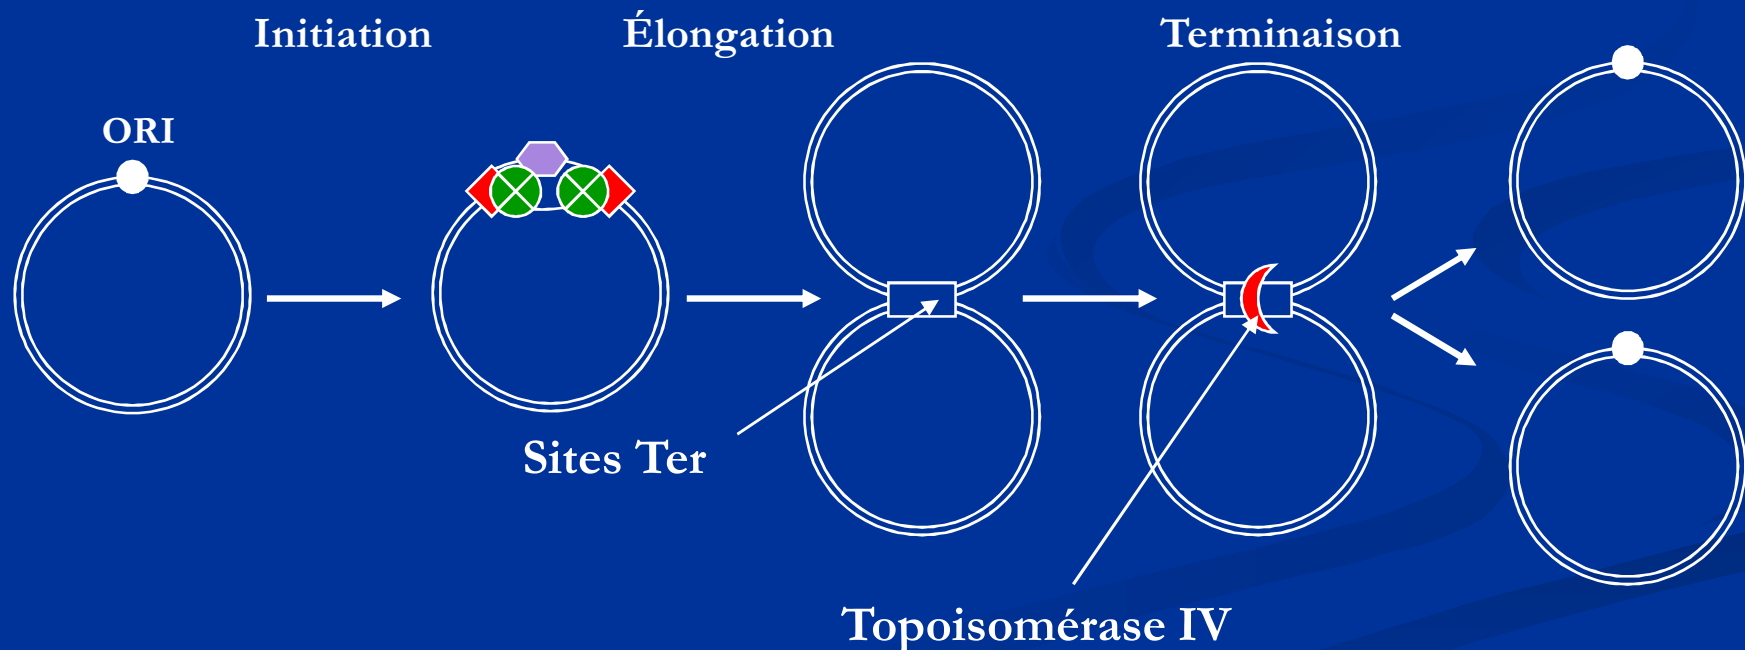 Initiation
Élongation
Terminaison
ORI
Sites Ter
Topoisomérase IV